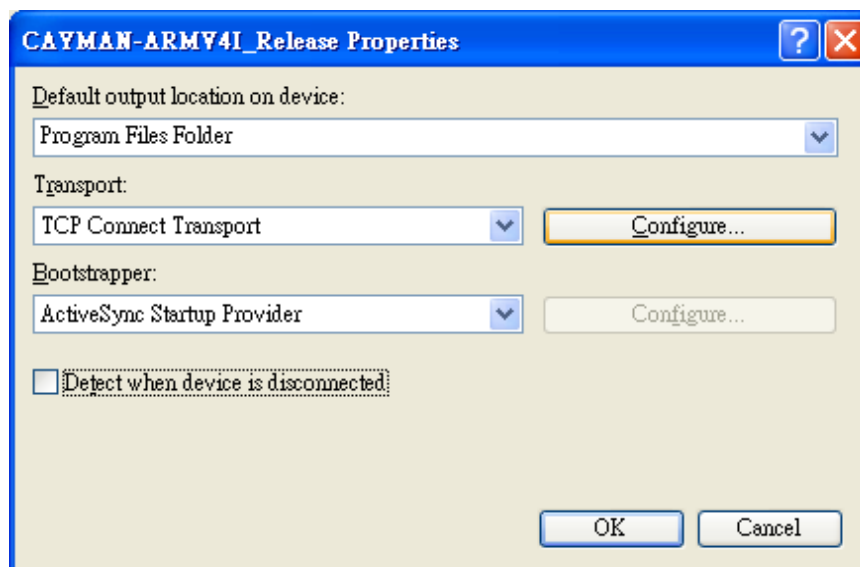 CAYMAN-ARMV4I_Release Properties
Default output location on device:
Program Files Folder
Transport:
TCP Connect Transport
Configure...
Bootstrapper:
ActiveSync Startup Provider
Configure...
Detect when device is disconnected
OK
Cancel